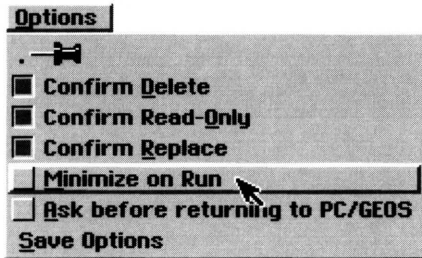 Options
Confirm Delete
Confirm Read-Only
Confirm Replace
Minimize on Run
Ask before returning to PC/GEOS
Save Options